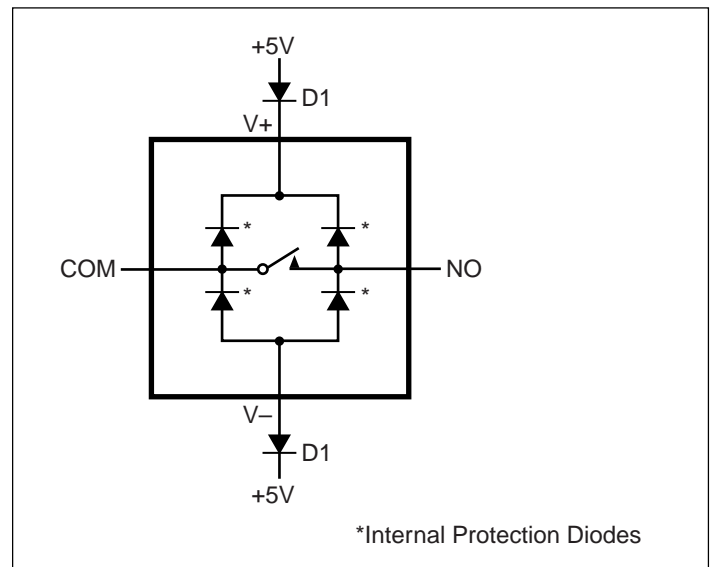 +5V
D1
V+
*
*
COM
NO
*
*
V–
D1
+5V
*Internal Protection Diodes